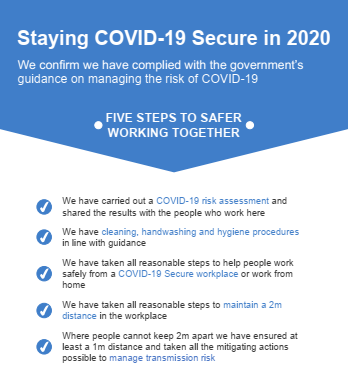 Staying COVID-19 Secure in 2020
We confirm we have complied with the government's
guidance on managing the risk of COVID-19
FIVE STEPS TO SAFER
WORKING TOGETHER
We have carried out a COVID-19 risk assessment and
shared the results with the people who work here
We have cleaning, handwashing and hygiene procedures
in line with guidance
We have taken all reasonable steps to help people work
safely from a COVID-19 Secure workplace or work from
home
We have taken all reasonable steps to maintain a 2m
distance in the workplace
Where people cannot keep 2m apart we have ensured at
least a 1m distance and taken all the mitigating actions
possible to manage transmission risk